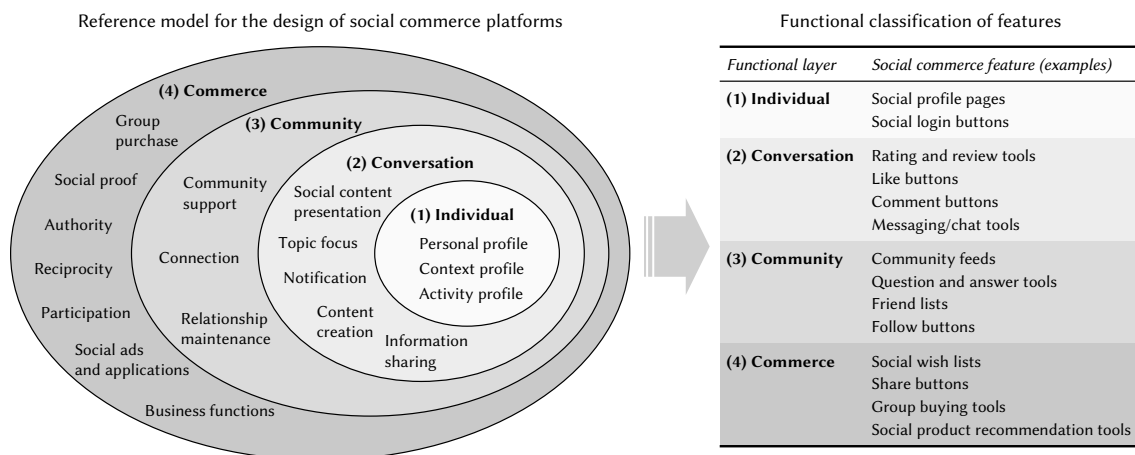 Reference model for the design of social commerce platforms
(4) Commerce
Group
purchase
Social proof
Authority
Reciprocity
Participation
Social ads
and applications
Business functions
(3) Community
Community
support
Connection
Relationship
maintenance
(2) Conversation
Social content
presentation
Topic focus
Notification
Content
creation
Information
sharing
(1) Individual
Personal profile
Context profile
Activity profile
Functional classification of features
Functional layer Social commerce feature (examples)
(1) Individual Social profile pages
Social login buttons
(2) Conversation Rating and review tools
Like buttons
Comment buttons
Messaging/chat tools
(3) Community Community feeds
Question and answer tools
Friend lists
Follow buttons
(4) Commerce Social wish lists
Share buttons
Group buying tools
Social product recommendation tools